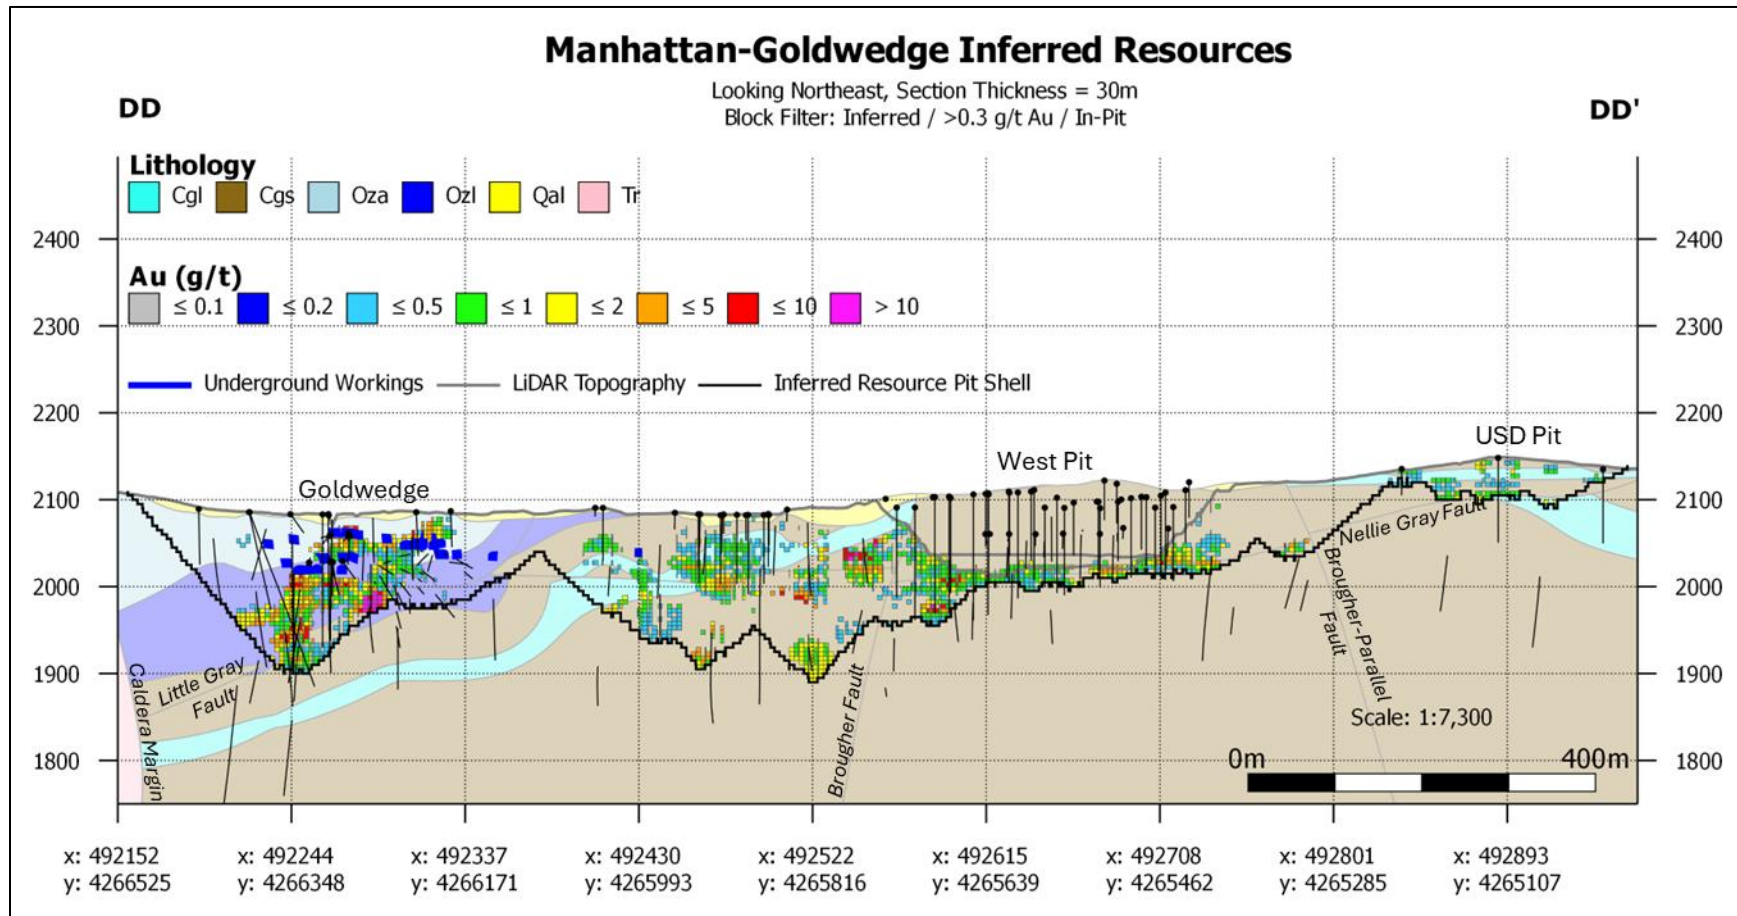 Manhattan-Goldwedge Inferred Resources
Looking Northeast, Section Thickness = 30m
Block Filter: Inferred / >0.3 g/t Au / In-Pit
DD DD'
Lithology
Cgl Cgs Oza Ozl Qal Tr
2400 2400
Au (g/t)
≤ 0.1 ≤ 0.2 ≤ 0.5 ≤ 1 ≤ 2 ≤ 5 ≤ 10 > 10
2300 2300
Underground Workings LiDAR Topography Inferred Resource Pit Shell
2200 2200
USD Pit
West Pit
Goldwedge
2100 2100
Nellie Gray Fault
2000 2000
Brougher-Parallel
Fault
1900 1900
Little Gray
Fault
Caldera Margin
Brougher Fault
Scale: 1:7,300
1800 1800
0m 400m
x: 492152 x: 492244 x: 492337 x: 492430 x: 492522 x: 492615 x: 492708 x: 492801 x: 492893
y: 4266525 y: 4266348 y: 4266171 y: 4265993 y: 4265816 y: 4265639 y: 4265462 y: 4265285 y: 4265107